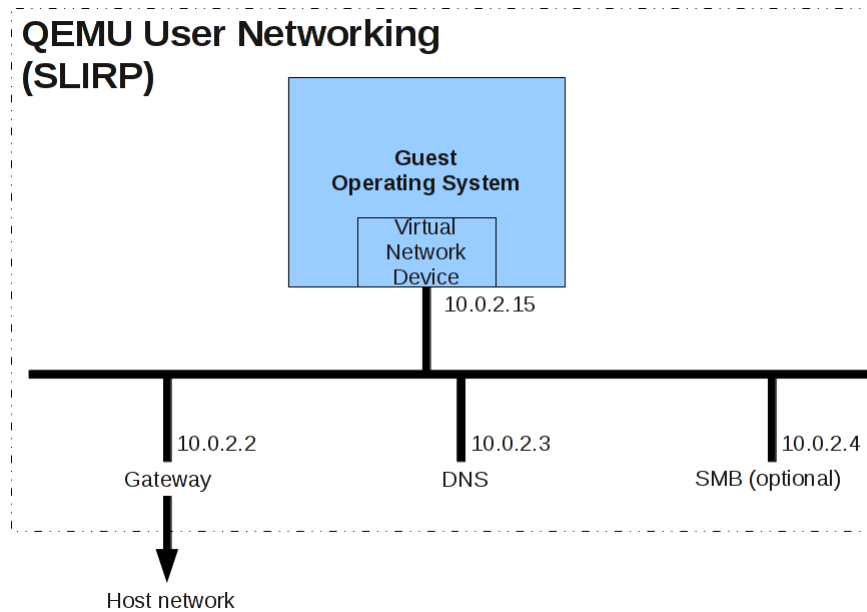 QEMU User Networking
(SLIRP)
Guest
Operating System
Virtual
Network
Device
10.0.2.15
10.0.2.2
10.0.2.3
10.0.2.4
Gateway
DNS
SMB (optional)
Host network